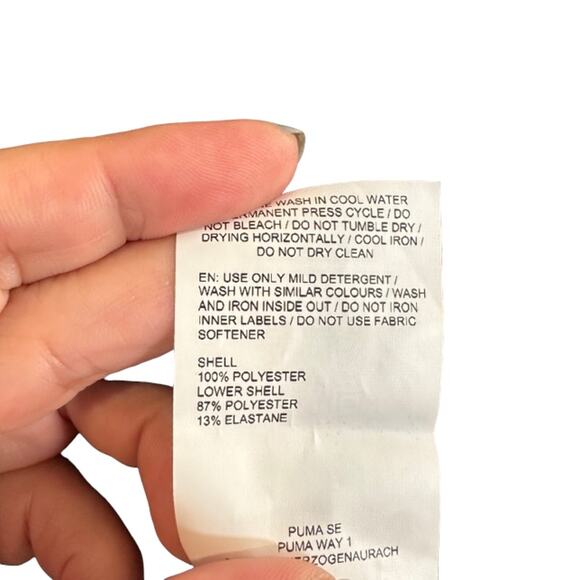 WASH IN COOL WATER
PERMANENT PRESS CYCLE / DO
NOT BLEACH / DO NOT TUMBLE DRY /
DRYING HORIZONTALLY / COOL IRON /
DO NOT DRY CLEAN
EN: USE ONLY MILD DETERGENT /
WASH WITH SIMILAR COLOURS / WASH
AND IRON INSIDE OUT / DO NOT IRON
INNER LABELS / DO NOT USE FABRIC
SOFTENER
SHELL
100% POLYESTER
LOWER SHELL
87% POLYESTER
13% ELASTANE
PUMA SE
PUMA WAY 1
HERZOGENAURACH